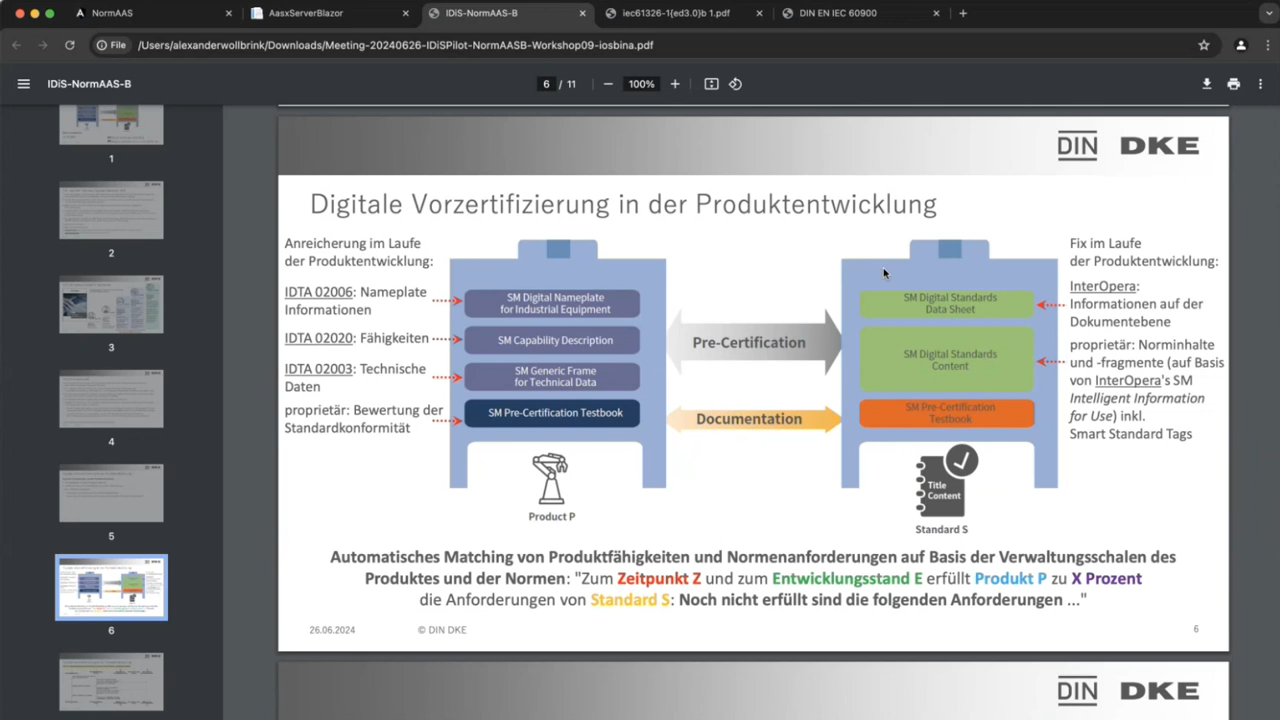 NormAAS
AasxServerBlazor
IDiS-NormAAS-B
iec61326-1{ed3.0}b 1.pdf
DIN EN IEC 60900
File
/Users/alexanderwollbrink/Downloads/Meeting-20240626-IDiSPilot-NormAASB-Workshop09-iosbina.pdf
IDiS-NormAAS-B
6 / 11
100%
1
2
3
4
5
6
DIN DKE
Digitale Vorzertifizierung in der Produktentwicklung
Anreicherung im Laufe
der Produktentwicklung:
IDTA 02006: Nameplate
Informationen
IDTA 02020: Fähigkeiten
IDTA 02003: Technische
Daten
proprietär: Bewertung der
Standardkonformität
SM Digital Nameplate
for Industrial Equipment
SM Capability Description
SM Generic Frame
for Technical Data
SM Pre-Certification Testbook
Product P
Pre-Certification
Documentation
SM Digital Standards
Data Sheet
SM Digital Standards
Content
SM Pre-Certification
Testbook
Title
Content
Standard S
Fix im Laufe
der Produktentwicklung:
InterOpera:
Informationen auf der
Dokumentebene
proprietär: Norminhalte
und -fragmente (auf Basis
von InterOpera's SM
Intelligent Information
for Use) inkl.
Smart Standard Tags
Automatisches Matching von Produktfähigkeiten und Normenanforderungen auf Basis der Verwaltungsschalen des
Produktes und der Normen: "Zum Zeitpunkt Z und zum Entwicklungsstand E erfüllt Produkt P zu X Prozent
die Anforderungen von Standard S: Noch nicht erfüllt sind die folgenden Anforderungen ..."
26.06.2024
© DIN DKE
6
DIN DKE